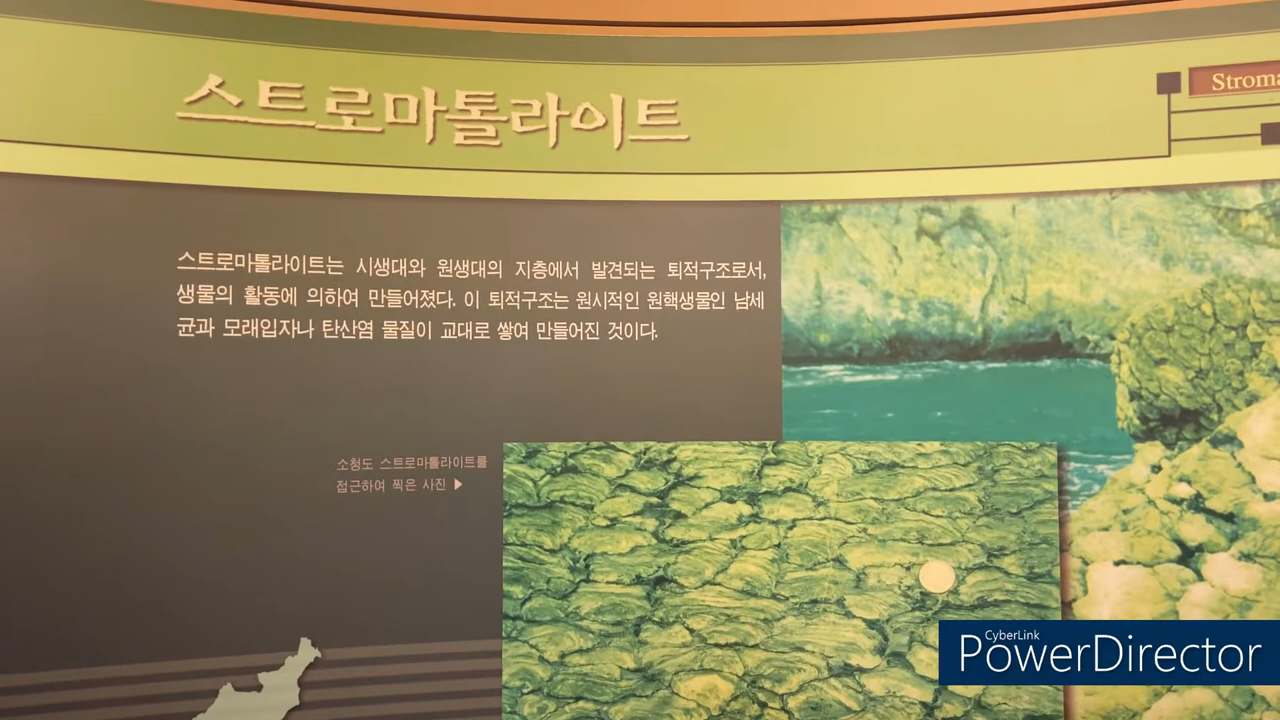 스트로마톨라이트
Stroma
스트로마톨라이트는 시생대와 원생대의 지층에서 발견되는 퇴적구조로서,
생물의 활동에 의하여 만들어졌다. 이 퇴적구조는 원시적인 원핵생물인 남세
균과 모래입자나 탄산염 물질이 교대로 쌓여 만들어진 것이다.
소청도 스트로마톨라이트를
접근하여 찍은 사진 ▶
CyberLink
PowerDirector